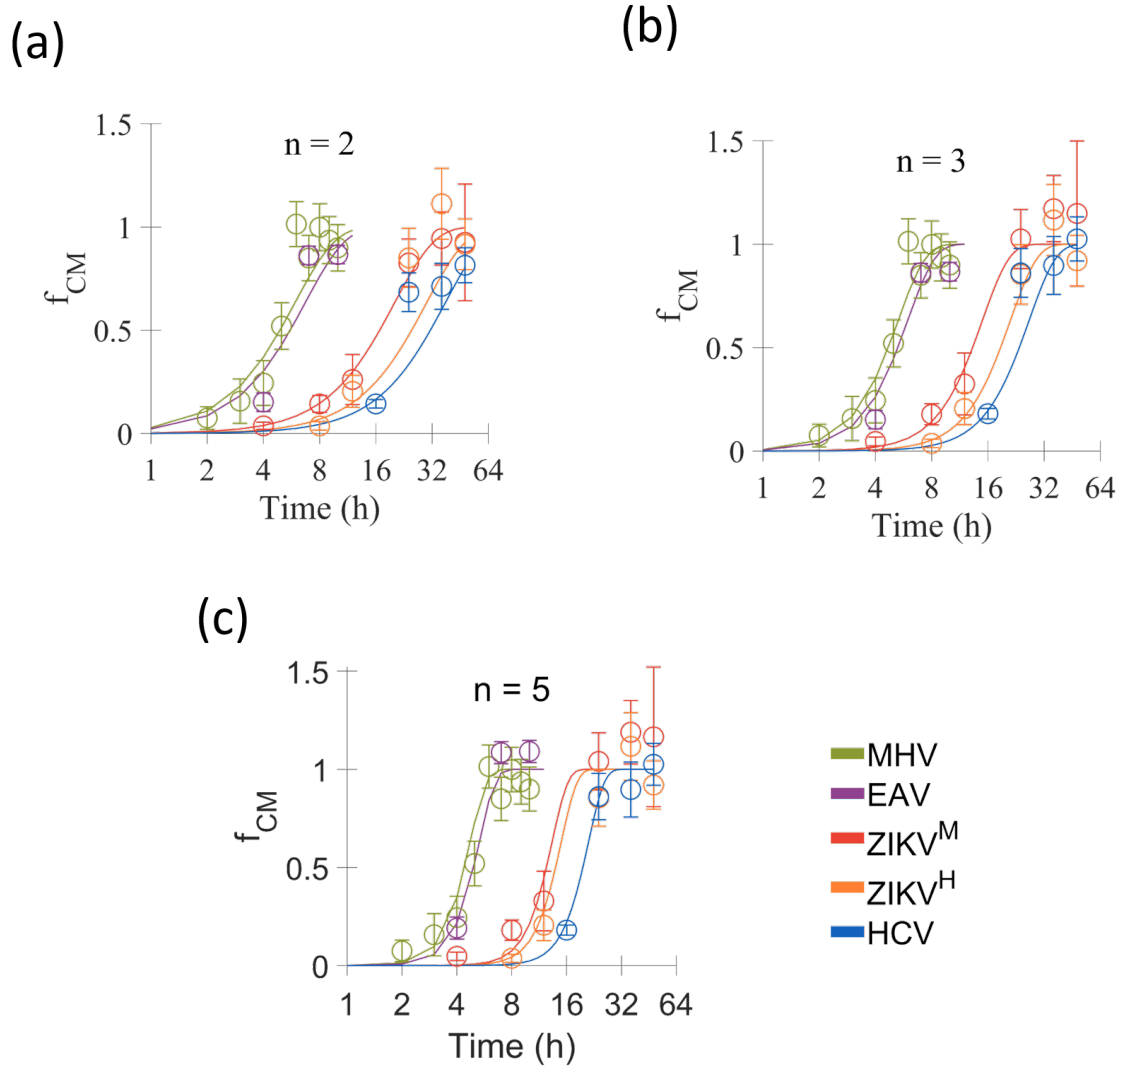 (a)
(b)
n = 2
1.5
1
0.5
0
f_CM
1 2 4 8 16 32 64
Time (h)
n = 3
1.5
1
0.5
0
f_CM
1 2 4 8 16 32 64
Time (h)
(c)
n = 5
1.5
1
0.5
0
f_CM
1 2 4 8 16 32 64
Time (h)
MHV
EAV
ZIKV^M
ZIKV^H
HCV